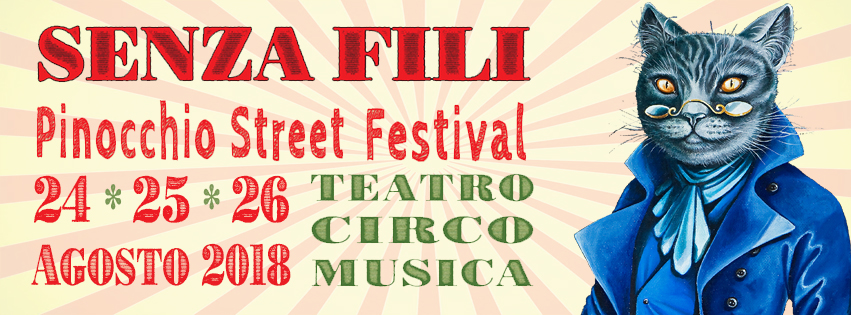 SENZA FILI
Pinocchio Street Festival
24 * 25 * 26
AGOSTO 2018
TEATRO
CIRCO
MUSICA